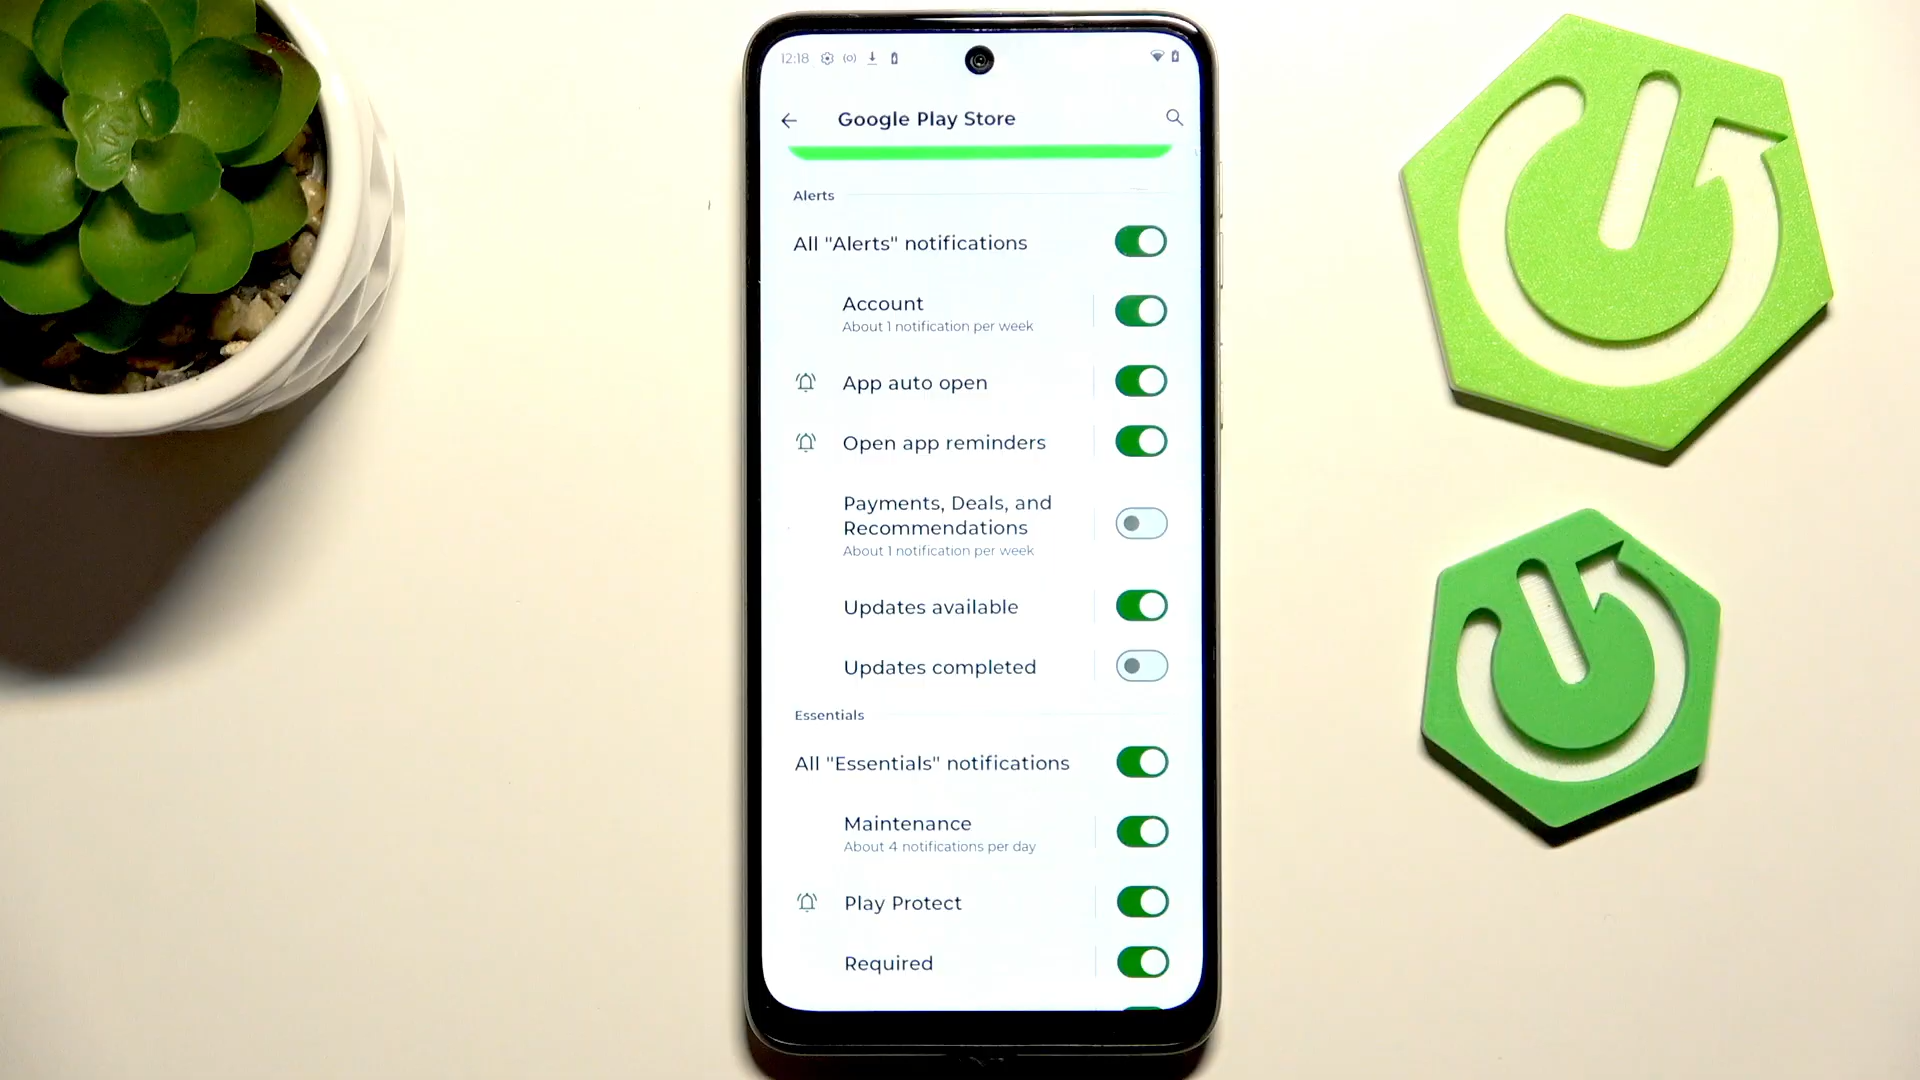 12:18
Google Play Store
Alerts
All "Alerts" notifications
Account
About 1 notification per week
App auto open
Open app reminders
Payments, Deals, and
Recommendations
About 1 notification per week
Updates available
Updates completed
Essentials
All "Essentials" notifications
Maintenance
About 4 notifications per day
Play Protect
Required